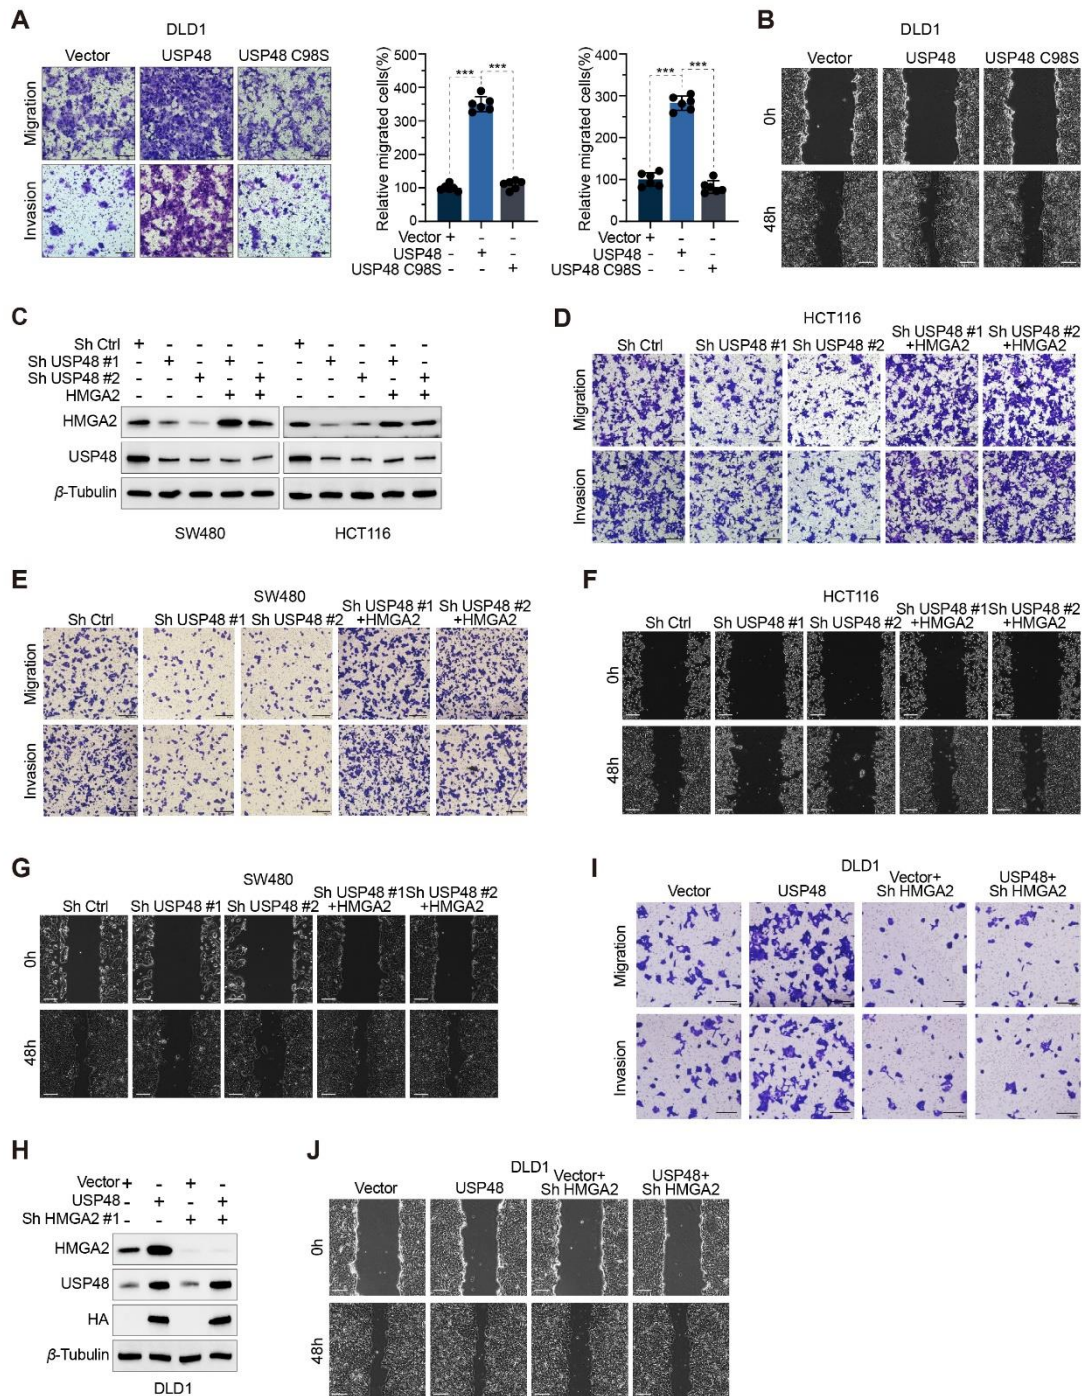 A
DLD1
Vector USP48 USP48 C98S
Migration
Invasion
Relative migrated cells(%)
500
400
300
200
100
0
*** ***
Vector + - -
USP48 - + -
USP48 C98S - - +
Relative migrated cells(%)
400
300
200
100
0
*** ***
Vector + - -
USP48 - + -
USP48 C98S - - +
B
DLD1
Vector USP48 USP48 C98S
0h
48h
C
Sh Ctrl + - - - - + - - - -
Sh USP48 #1 - + - + - - + - + -
Sh USP48 #2 - - + - + - - + - +
HMGA2 - - - + + - - - + +
HMGA2
USP48
β-Tubulin
SW480 HCT116
D
HCT116
Sh Ctrl Sh USP48 #1 Sh USP48 #2 Sh USP48 #1 +HMGA2 Sh USP48 #2 +HMGA2
Migration
Invasion
E
SW480
Sh Ctrl Sh USP48 #1 Sh USP48 #2 Sh USP48 #1 +HMGA2 Sh USP48 #2 +HMGA2
Migration
Invasion
F
HCT116
Sh Ctrl Sh USP48 #1 Sh USP48 #2 Sh USP48 #1 +HMGA2 Sh USP48 #2 +HMGA2
0h
48h
G
SW480
Sh Ctrl Sh USP48 #1 Sh USP48 #2 Sh USP48 #1 +HMGA2 Sh USP48 #2 +HMGA2
0h
48h
I
DLD1
Vector USP48 Vector+ Sh HMGA2 USP48+ Sh HMGA2
Migration
Invasion
H
Vector + - + -
USP48 - + - +
Sh HMGA2 #1 - - + +
HMGA2
USP48
HA
β-Tubulin
DLD1
J
DLD1
Vector USP48 Vector+ Sh HMGA2 USP48+ Sh HMGA2
0h
48h